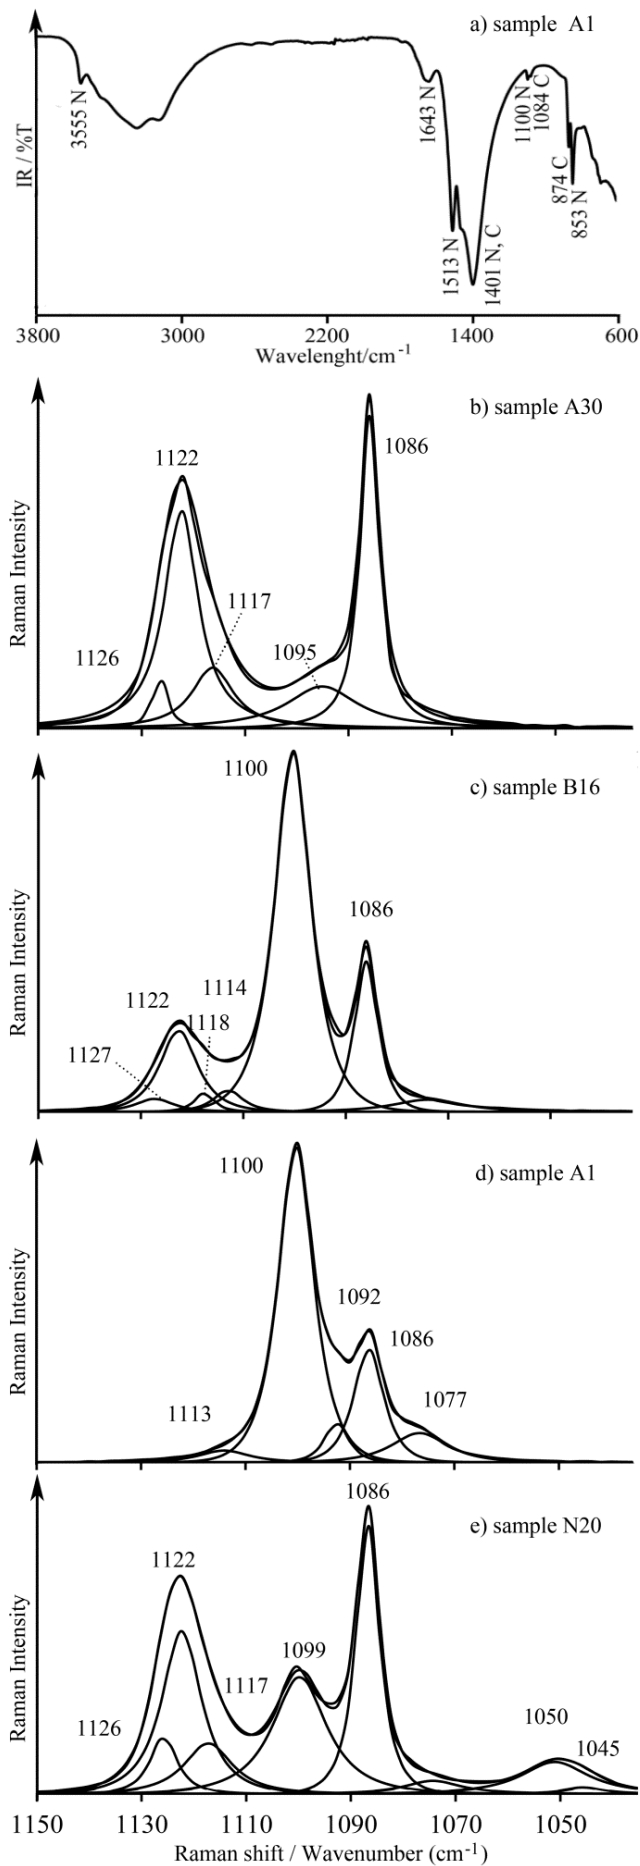 a) sample A1
IR / %T
3555 N
1643 N
1513 N
1401 N, C
1100 N
1084 C
874 C
853 N
3800 3000 2200 1400 600
Wavelenght/cm-1
b) sample A30
Raman Intensity
1122
1086
1117
1126
1095
c) sample B16
Raman Intensity
1100
1086
1122
1114
1118
1127
d) sample A1
Raman Intensity
1100
1092
1086
1113
1077
e) sample N20
Raman Intensity
1086
1122
1099
1117
1126
1050
1045
1150 1130 1110 1090 1070 1050
Raman shift / Wavenumber (cm-1)